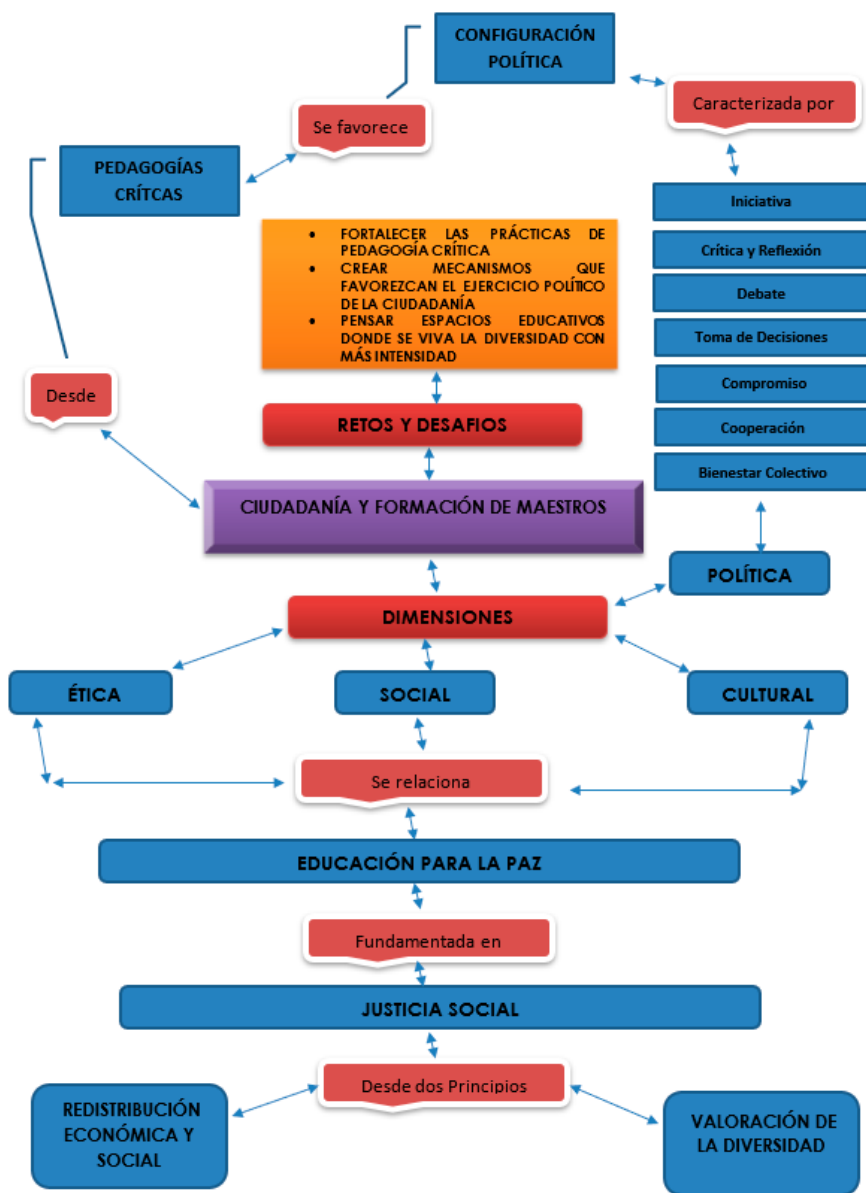 CONFIGURACIÓN
POLÍTICA
Caracterizada por
Se favorece
PEDAGOGÍAS
CRÍTCAS
Iniciativa
Crítica y Reflexión
Debate
Toma de Decisiones
Compromiso
Cooperación
Bienestar Colectivo
• FORTALECER LAS PRÁCTICAS DE
PEDAGOGÍA CRÍTICA
• CREAR MECANISMOS QUE
FAVOREZCAN EL EJERCICIO POLÍTICO
DE LA CIUDADANÍA
• PENSAR ESPACIOS EDUCATIVOS
DONDE SE VIVA LA DIVERSIDAD CON
MÁS INTENSIDAD
Desde
RETOS Y DESAFIOS
CIUDADANÍA Y FORMACIÓN DE MAESTROS
POLÍTICA
DIMENSIONES
ÉTICA
SOCIAL
CULTURAL
Se relaciona
EDUCACIÓN PARA LA PAZ
Fundamentada en
JUSTICIA SOCIAL
Desde dos Principios
REDISTRIBUCIÓN
ECONÓMICA Y
SOCIAL
VALORACIÓN DE
LA DIVERSIDAD